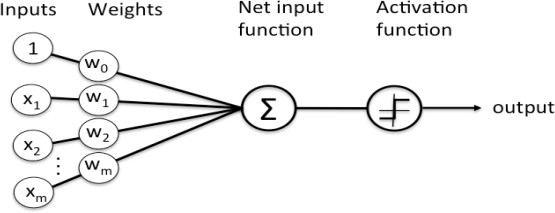 Inputs Weights Net input function Activation function
1
w0
x1 w1
Σ
output
x2 w2
⋮
xm wm